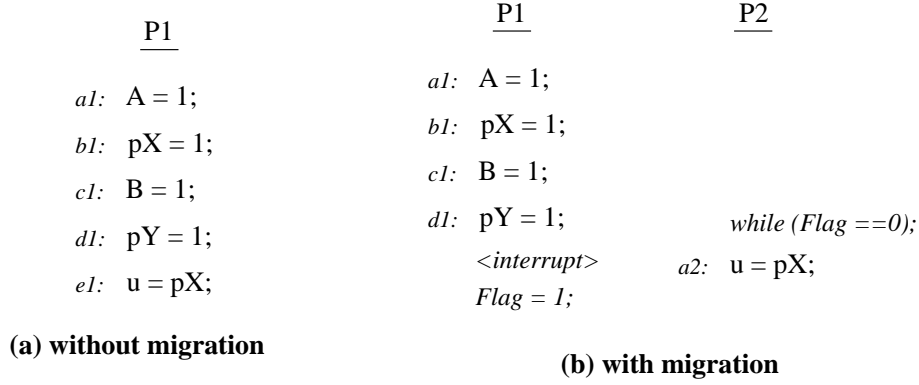 P1
a1: A = 1;
b1: pX = 1;
c1: B = 1;
d1: pY = 1;
e1: u = pX;
(a) without migration
P1 P2
a1: A = 1;
b1: pX = 1;
c1: B = 1;
d1: pY = 1;
while (Flag ==0);
<interrupt>
a2: u = pX;
Flag = 1;
(b) with migration